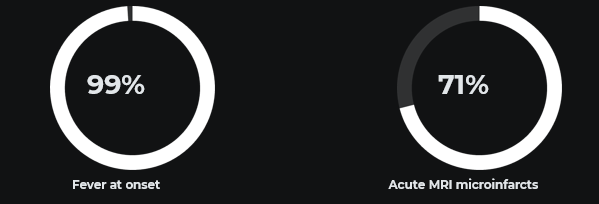 99%
71%
Fever at onset
Acute MRI microinfarcts